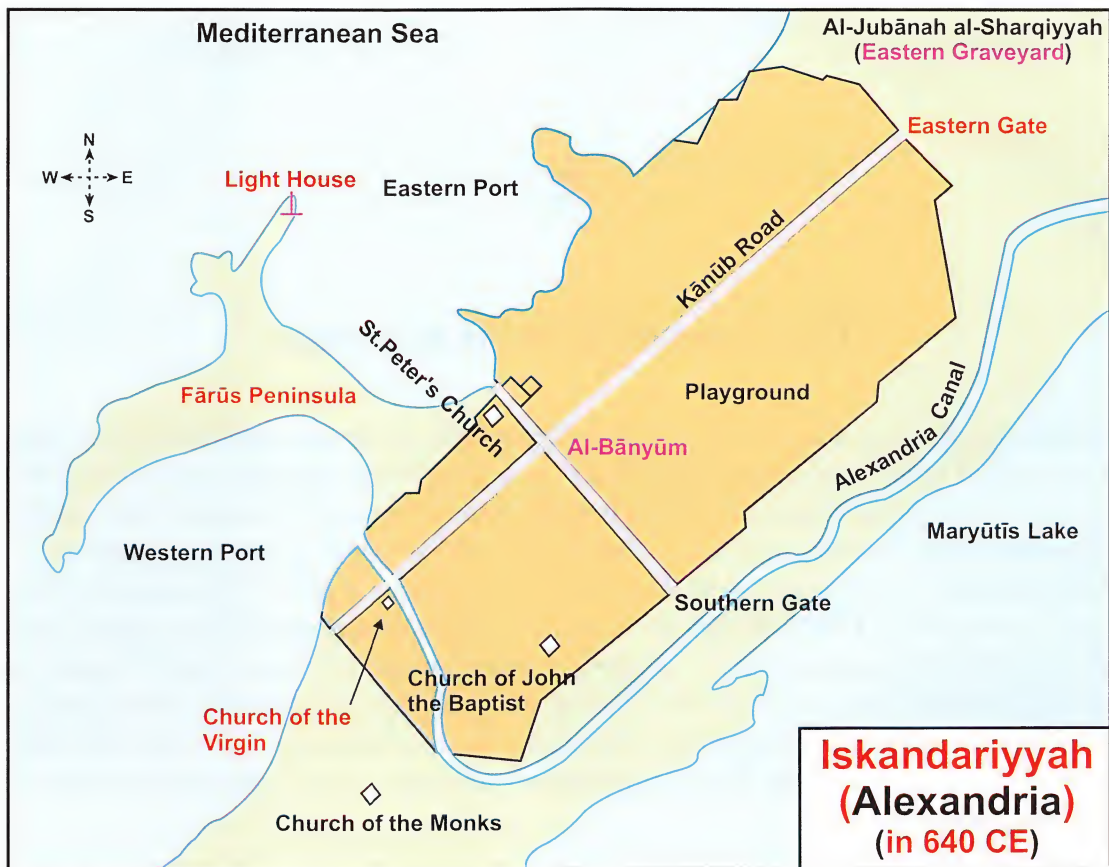 Mediterranean Sea
Al-Jubānah al-Sharqiyyah
(Eastern Graveyard)
Eastern Gate
N
W
E
S
Light House
Eastern Port
Kānūb Road
St.Peter's Church
Fārūs Peninsula
Playground
Al-Bānyūm
Alexandria Canal
Maryūtīs Lake
Western Port
Southern Gate
Church of John
the Baptist
Church of the
Virgin
Church of the Monks
Iskandariyyah
(Alexandria)
(in 640 CE)